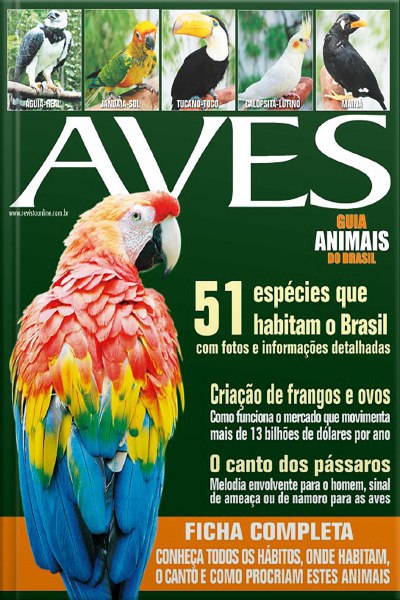 ÁGUIA-REAL JANDAIA-SOL TUCANO-TOCO CALOPSITA-LUTINO MAINÁ
AVES
www.revistaonline.com.br
GUIA
ANIMAIS
DO BRASIL
51 espécies que
habitam o Brasil
com fotos e informações detalhadas
Criação de frangos e ovos
Como funciona o mercado que movimenta
mais de 13 bilhões de dólares por ano
O canto dos pássaros
Melodia envolvente para o homem, sinal
de ameaça ou de namoro para as aves
FICHA COMPLETA
CONHEÇA TODOS OS HÁBITOS, ONDE HABITAM,
O CANTO E COMO PROCRIAM ESTES ANIMAIS